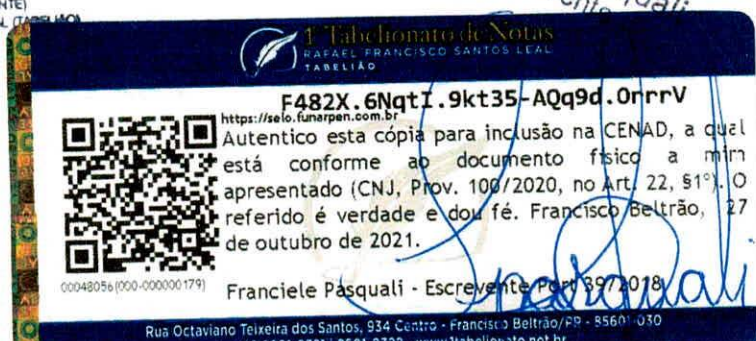 1º Tabelionato de Notas
RAFAEL FRANCISCO SANTOS LEAL
TABELIÃO
F482X.6NqtI.9kt35-AQq9d.0rrrV
https://selo.funarpen.com.br
Autentico esta cópia para inclusão na CENAD, a qual
está conforme ao documento físico a mim
apresentado (CNJ, Prov. 100/2020, no Art. 22, §1º). O
referido é verdade e dou fé. Francisco Beltrão, 27
de outubro de 2021.
00048056(000-000000179)
Franciele Pasquali - Escrevente Port 39/2018
Rua Octaviano Teixeira dos Santos, 934 Centro - Francisco Beltrão/PR - 85601-030